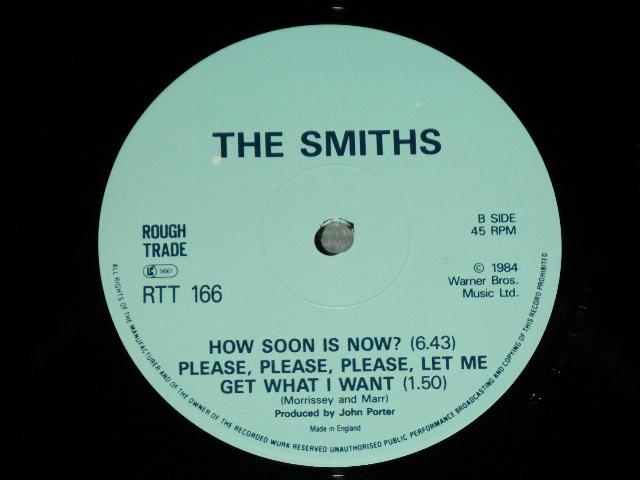 THE SMITHS
ROUGH
TRADE
LC 5661
RTT 166
B SIDE
45 RPM
© 1984
Warner Bros.
Music Ltd.
HOW SOON IS NOW? (6.43)
PLEASE, PLEASE, PLEASE, LET ME
GET WHAT I WANT (1.50)
(Morrissey and Marr)
Produced by John Porter
Made in England
ALL RIGHTS OF THE MANUFACTURER AND OF THE OWNER OF THE RECORDED WORK RESERVED UNAUTHORISED PUBLIC PERFORMANCE BROADCASTING AND COPYING OF THIS RECORD PROHIBITED